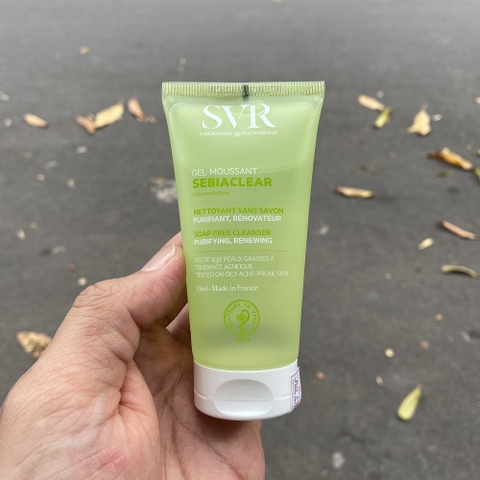 SVR
LABORATOIRE DERMATOLOGIQUE
GEL MOUSSANT
SEBIACLEAR
NETTOYANT SANS SAVON
PURIFIANT, RÉNOVATEUR
SOAP FREE CLEANSER
PURIFYING, RENEWING
TESTÉ SUR PEAUX GRASSES À
TENDANCE ACNÉIQUE.
TESTED ON OILY ACNE-PRONE SKIN
Made in France